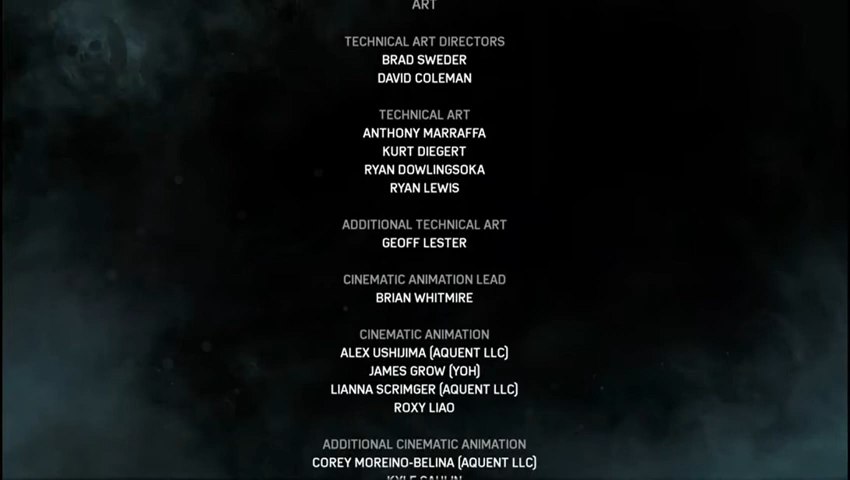 ART
TECHNICAL ART DIRECTORS
BRAD SWEDER
DAVID COLEMAN
TECHNICAL ART
ANTHONY MARRAFFA
KURT DIEGERT
RYAN DOWLINGSOKA
RYAN LEWIS
ADDITIONAL TECHNICAL ART
GEOFF LESTER
CINEMATIC ANIMATION LEAD
BRIAN WHITMIRE
CINEMATIC ANIMATION
ALEX USHIJIMA (AQUENT LLC)
JAMES GROW (YOH)
LIANNA SCRIMGER (AQUENT LLC)
ROXY LIAO
ADDITIONAL CINEMATIC ANIMATION
COREY MOREINO-BELINA (AQUENT LLC)
KYLE